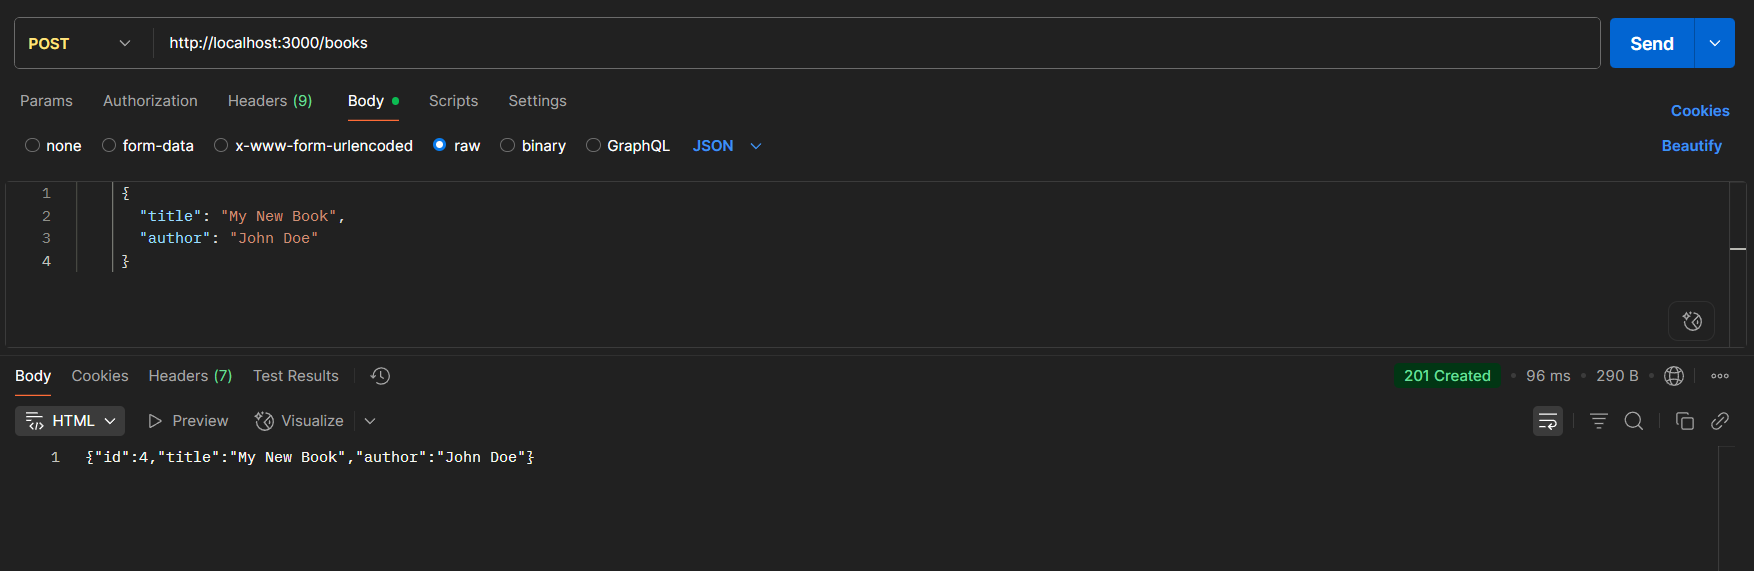 POST http://localhost:3000/books Send
Params Authorization Headers (9) Body Scripts Settings Cookies
none form-data x-www-form-urlencoded raw binary GraphQL JSON Beautify
1 {
2 "title": "My New Book",
3 "author": "John Doe"
4 }
Body Cookies Headers (7) Test Results 201 Created • 96 ms • 290 B •
HTML Preview Visualize
1 {"id":4,"title":"My New Book","author":"John Doe"}